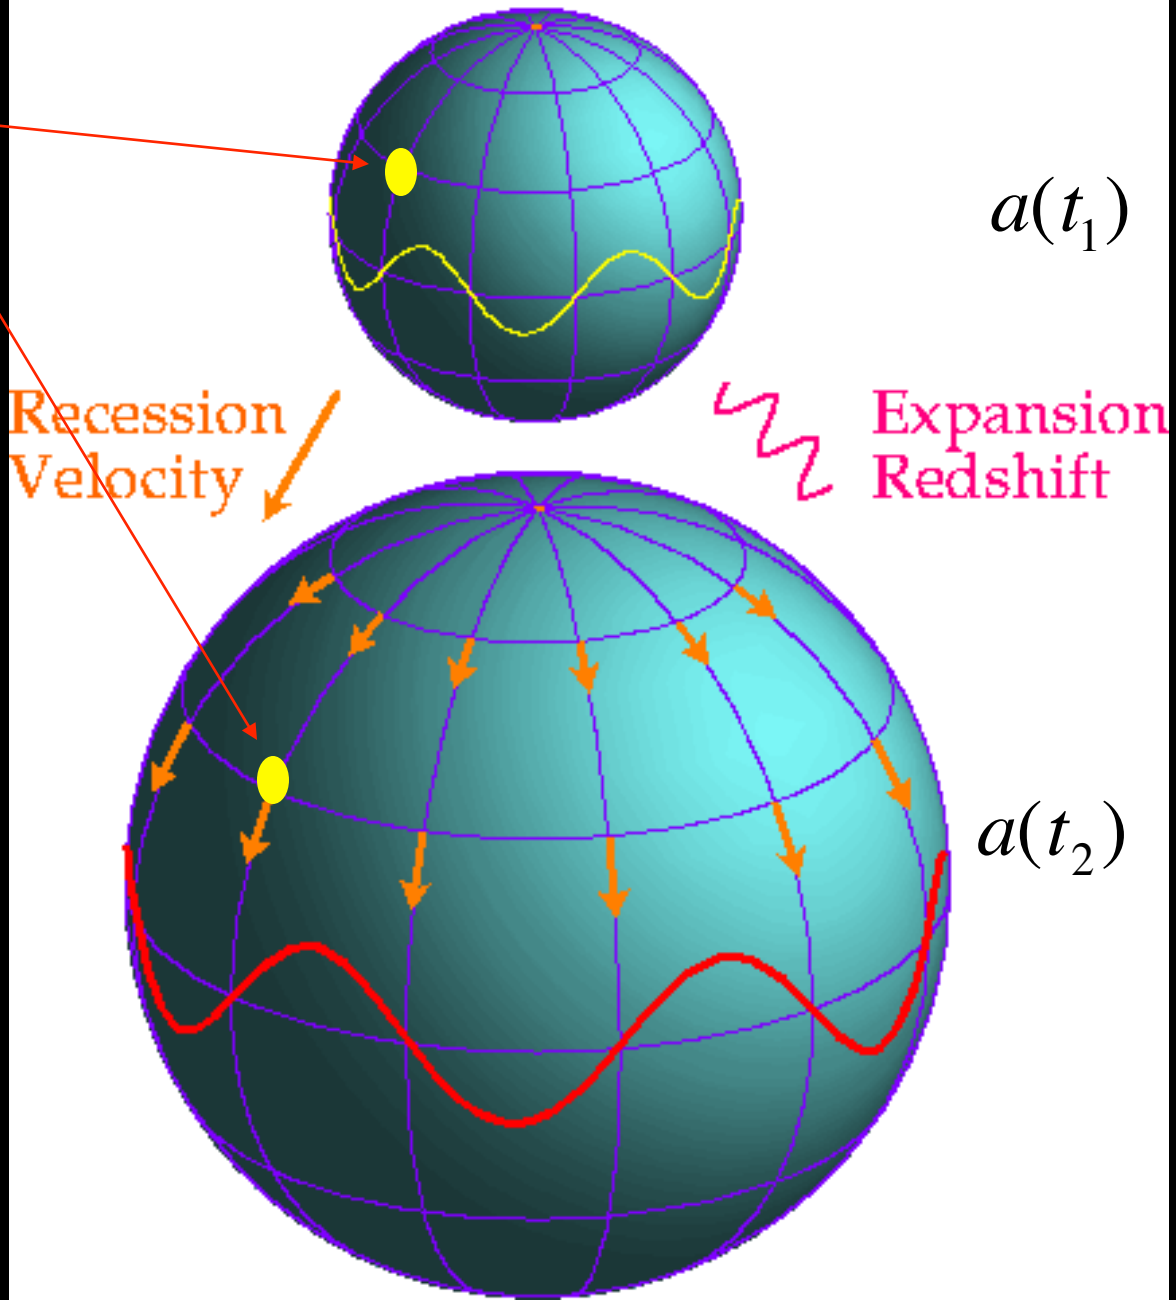 a(t₁)
Recession
Velocity
Expansion
Redshift
a(t₂)